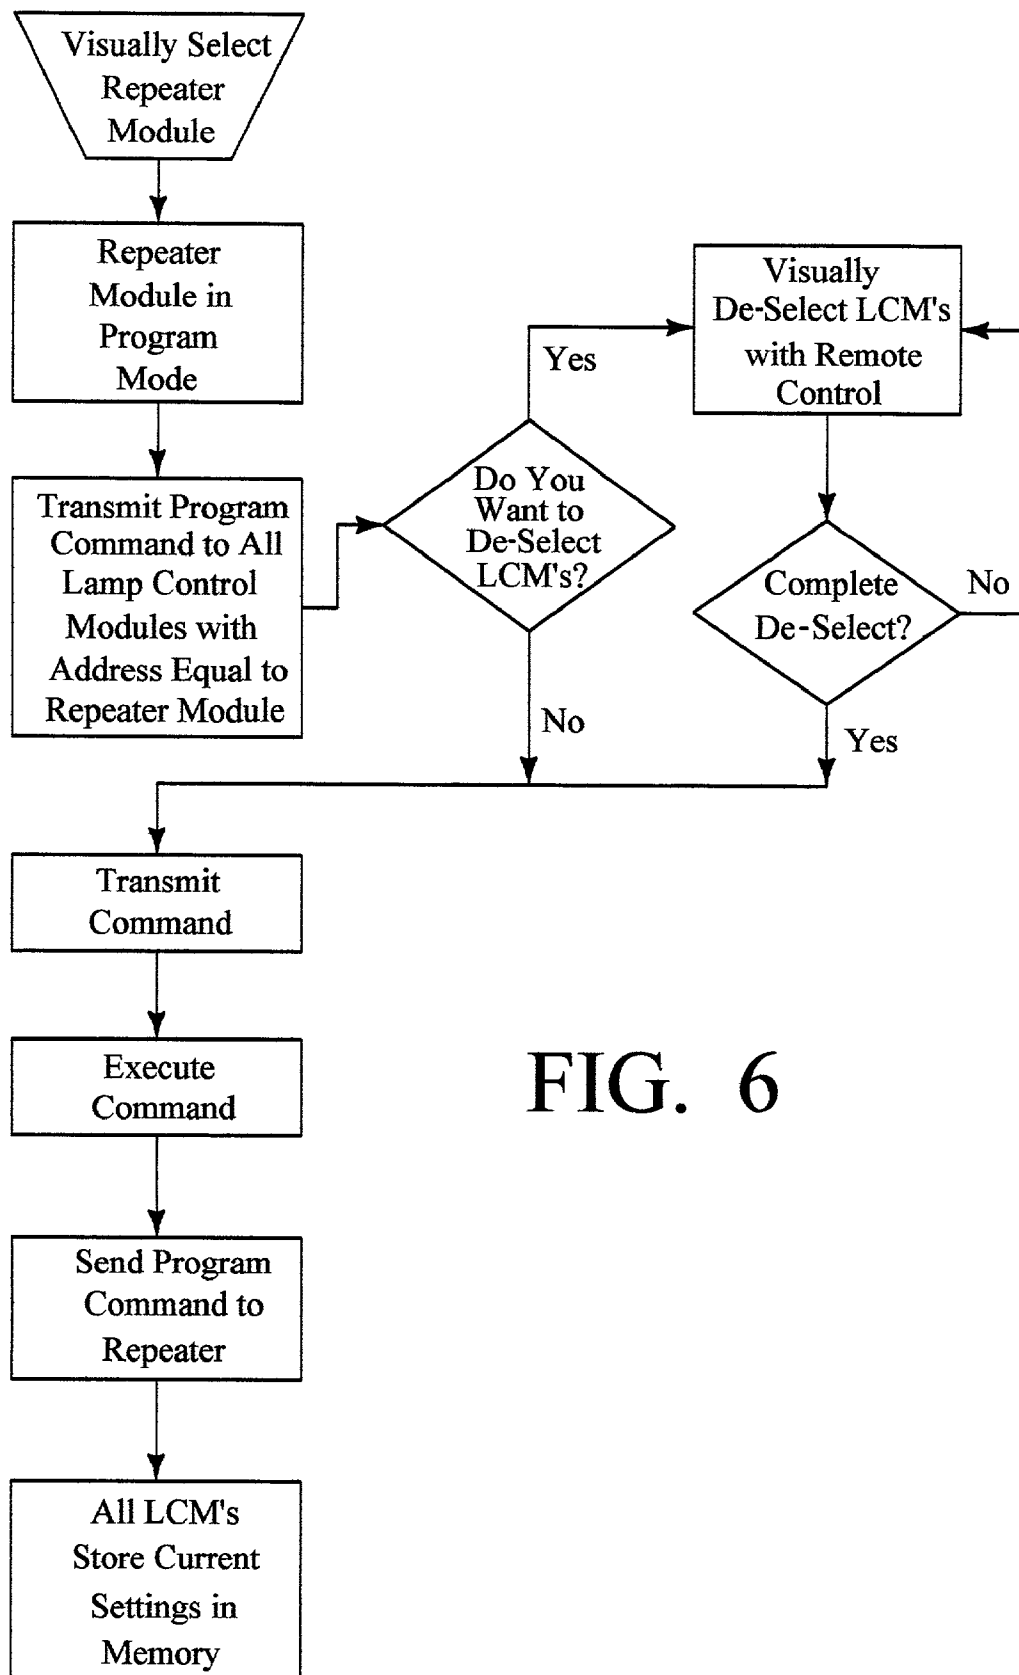 Visually Select
Repeater
Module
Repeater
Module in
Program
Mode
Transmit Program
Command to All
Lamp Control
Modules with
Address Equal to
Repeater Module
Do You
Want to
De-Select
LCM's?
Yes
No
Visually
De-Select LCM's
with Remote
Control
Complete
De-Select?
No
Yes
Transmit
Command
Execute
Command
Send Program
Command to
Repeater
All LCM's
Store Current
Settings in
Memory
FIG. 6